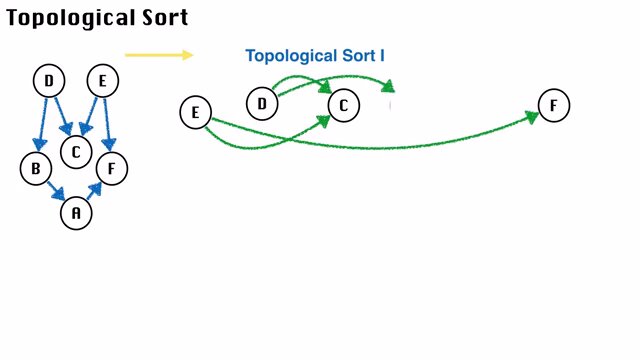 Topological Sort
Topological Sort I
D E
E D C F
C
B F
A